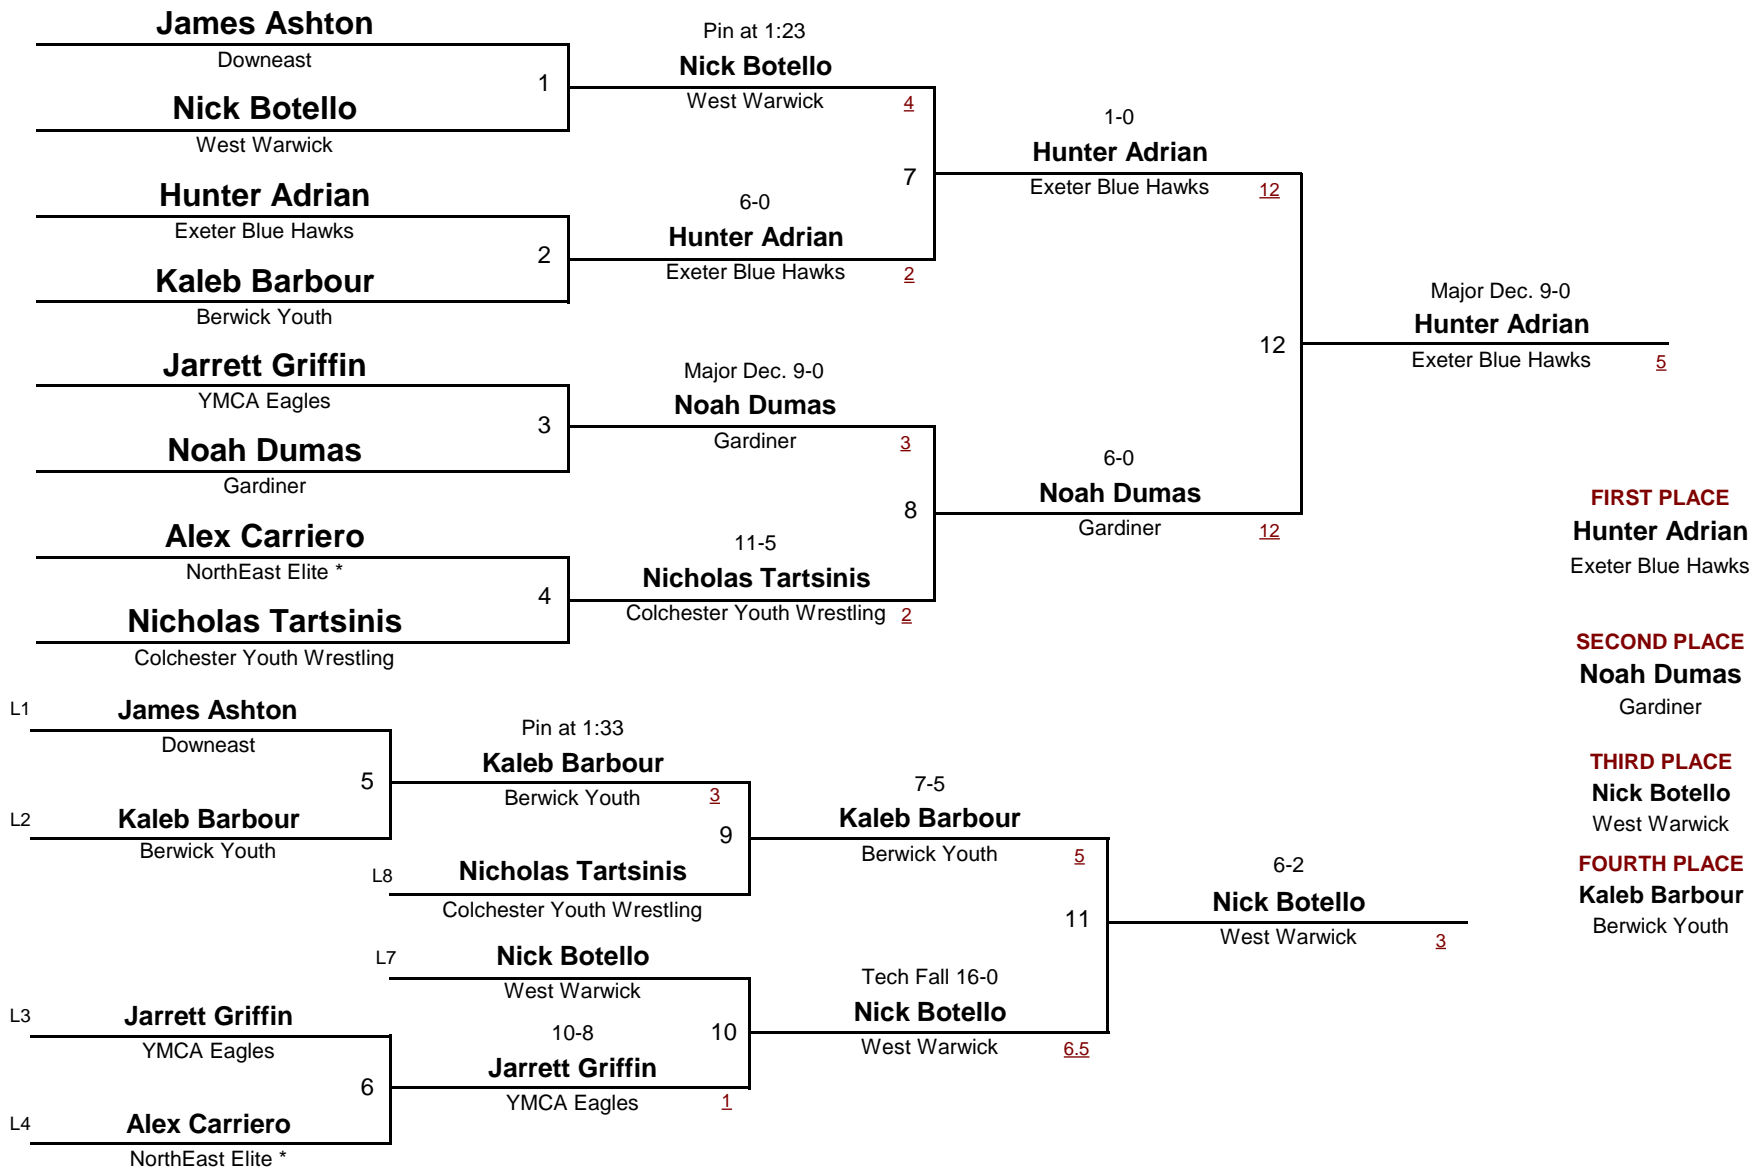 James Ashton
Downeast
1
Nick Botello
West Warwick
Pin at 1:23
Nick Botello
West Warwick
4
Hunter Adrian
Exeter Blue Hawks
2
Kaleb Barbour
Berwick Youth
6-0
Hunter Adrian
Exeter Blue Hawks
2
7
1-0
Hunter Adrian
Exeter Blue Hawks
12
Jarrett Griffin
YMCA Eagles
3
Noah Dumas
Gardiner
Major Dec. 9-0
Noah Dumas
Gardiner
3
Alex Carriero
NorthEast Elite *
4
Nicholas Tartsinis
Colchester Youth Wrestling
11-5
Nicholas Tartsinis
Colchester Youth Wrestling
2
8
6-0
Noah Dumas
Gardiner
12
12
Major Dec. 9-0
Hunter Adrian
Exeter Blue Hawks
5
FIRST PLACE
Hunter Adrian
Exeter Blue Hawks
SECOND PLACE
Noah Dumas
Gardiner
THIRD PLACE
Nick Botello
West Warwick
FOURTH PLACE
Kaleb Barbour
Berwick Youth
L1
James Ashton
Downeast
5
L2
Kaleb Barbour
Berwick Youth
Pin at 1:33
Kaleb Barbour
Berwick Youth
3
9
L8
Nicholas Tartsinis
Colchester Youth Wrestling
7-5
Kaleb Barbour
Berwick Youth
5
L7
Nick Botello
West Warwick
L3
Jarrett Griffin
YMCA Eagles
6
L4
Alex Carriero
NorthEast Elite *
10-8
Jarrett Griffin
YMCA Eagles
1
10
Tech Fall 16-0
Nick Botello
West Warwick
6.5
11
6-2
Nick Botello
West Warwick
3